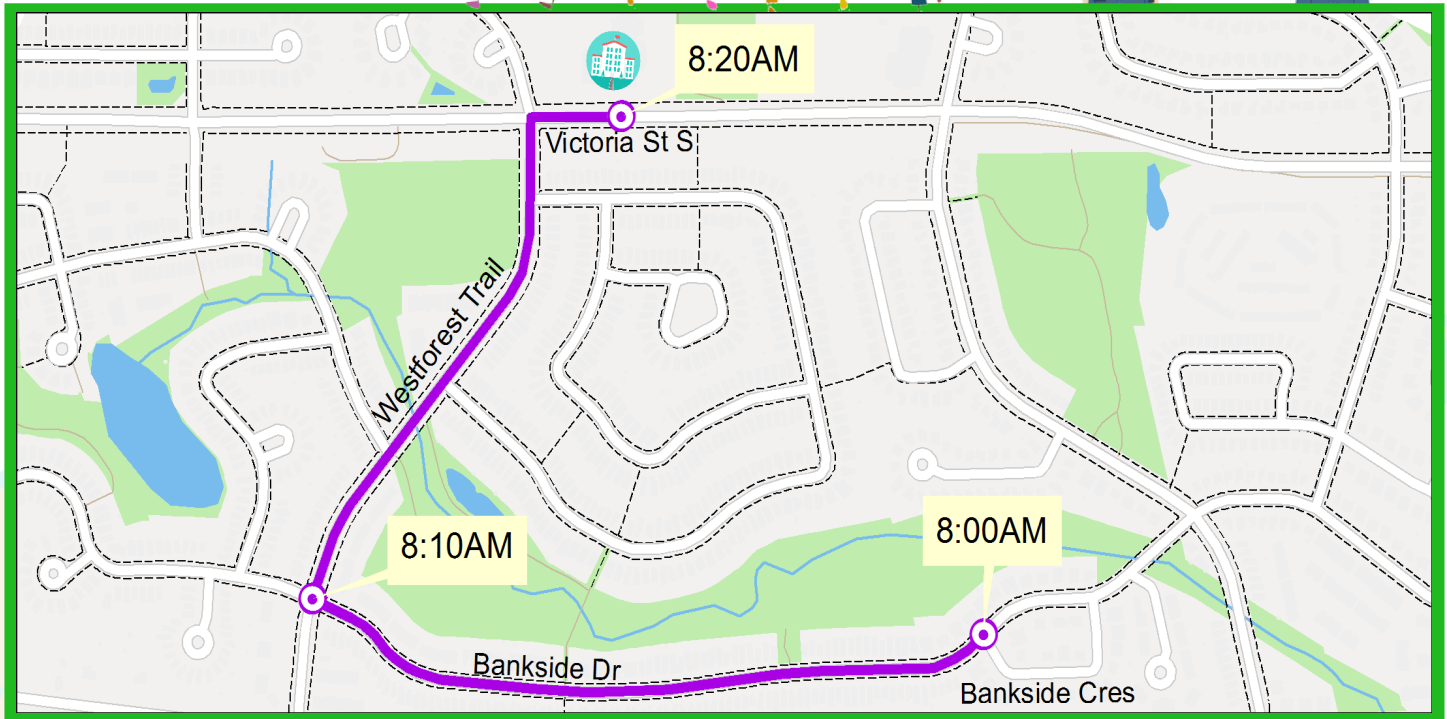 8:20AM
Victoria St S
Westforest Trail
8:10AM
8:00AM
Bankside Dr
Bankside Cres